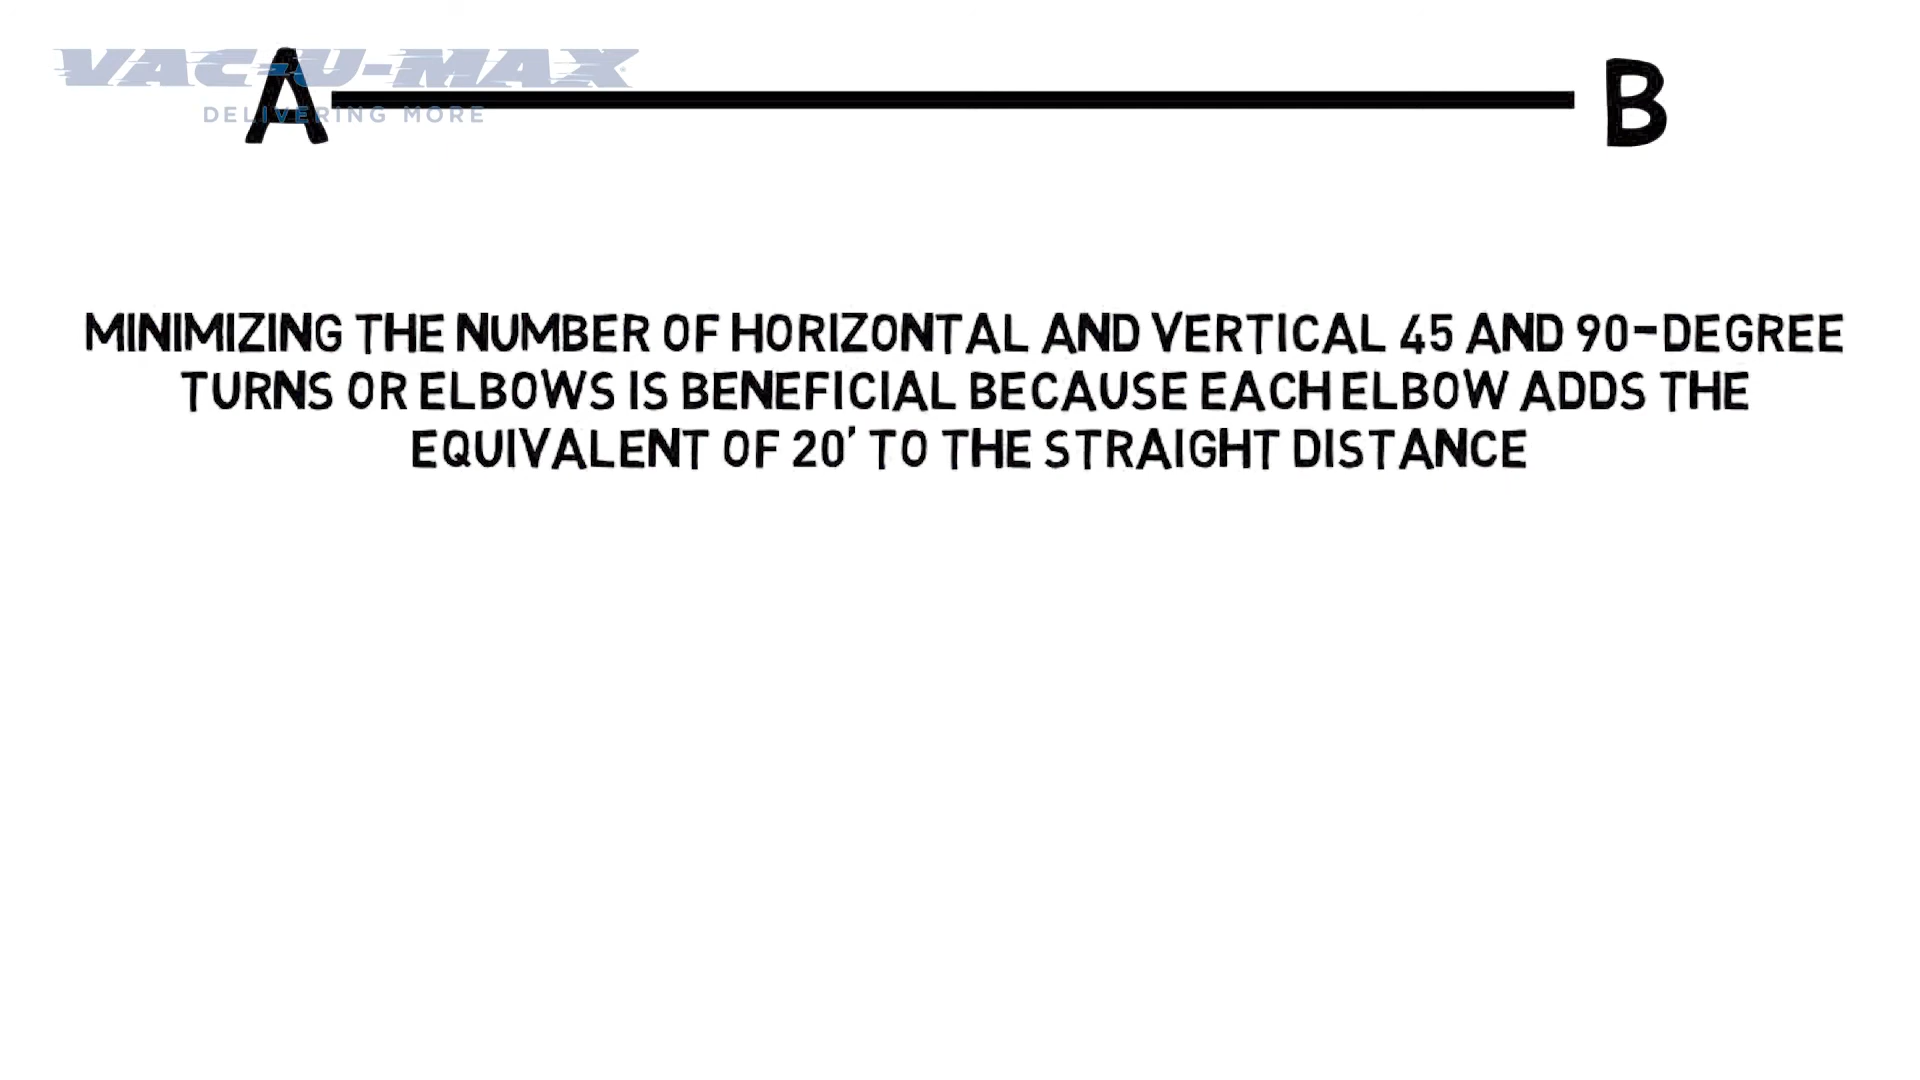 VAC-U-MAX
DELIVERING MORE
A
B
MINIMIZING THE NUMBER OF HORIZONTAL AND VERTICAL 45 AND 90-DEGREE
TURNS OR ELBOWS IS BENEFICIAL BECAUSE EACH ELBOW ADDS THE
EQUIVALENT OF 20' TO THE STRAIGHT DISTANCE